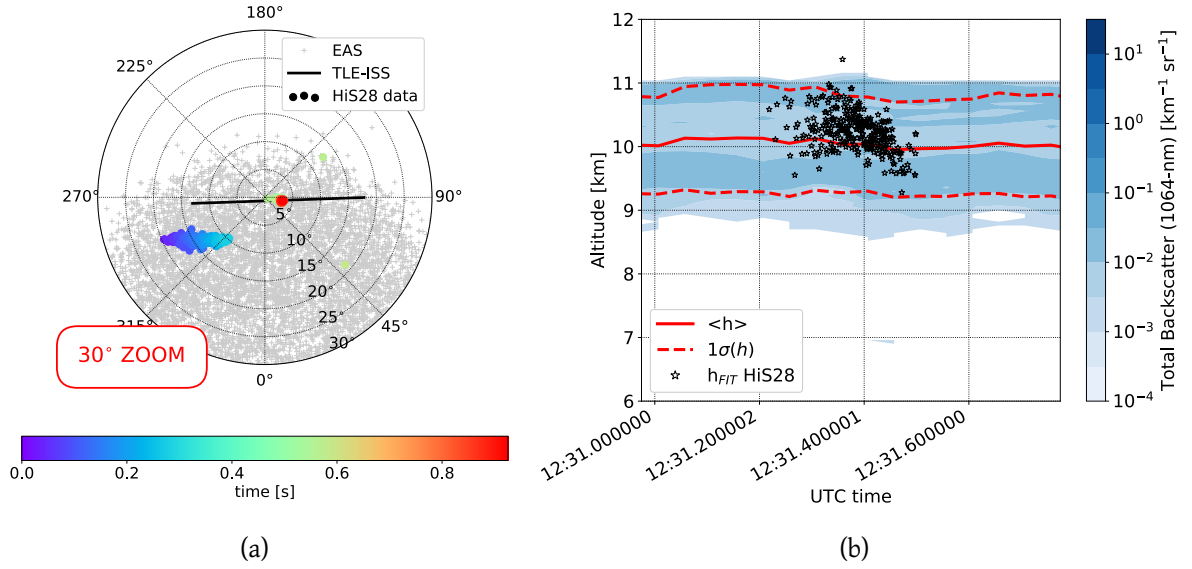 180°
225°
270°
315°
0°
45°
90°
5°
10°
15°
20°
25°
30°
EAS
TLE-ISS
HiS28 data
30° ZOOM
0.0 0.2 0.4 0.6 0.8
time [s]
(a)
12
11
10
9
8
7
6
Altitude [km]
<h>
1σ(h)
h_FIT HiS28
12:31.000000
12:31.200002
12:31.400001
12:31.600000
UTC time
10^1
10^0
10^-1
10^-2
10^-3
10^-4
Total Backscatter (1064-nm) [km^-1 sr^-1]
(b)